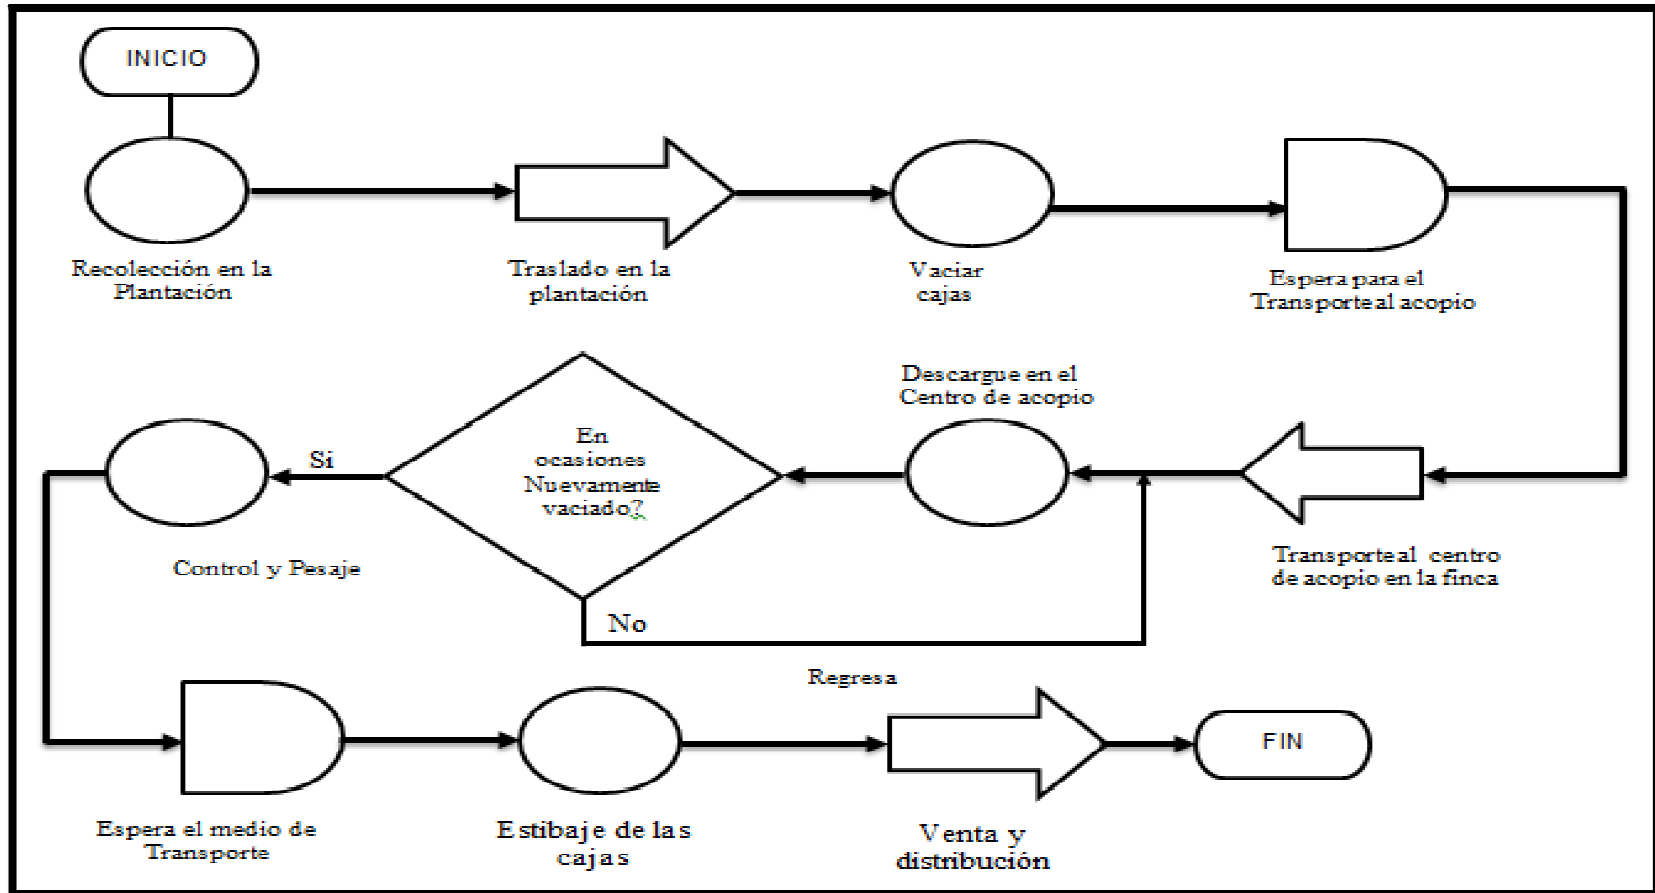 INICIO
Recolección en la
Plantación
Traslado en la
plantación
Vaciar
cajas
Espera para el
Transporte al acopio
Transporte al centro
de acopio en la finca
Descargue en el
Centro de acopio
En
ocasiones
Nuevamente
vaciado?
Si
No
Regresa
Control y Pesaje
Espera el medio de
Transporte
Estibaje de las
cajas
Venta y
distribución
FIN